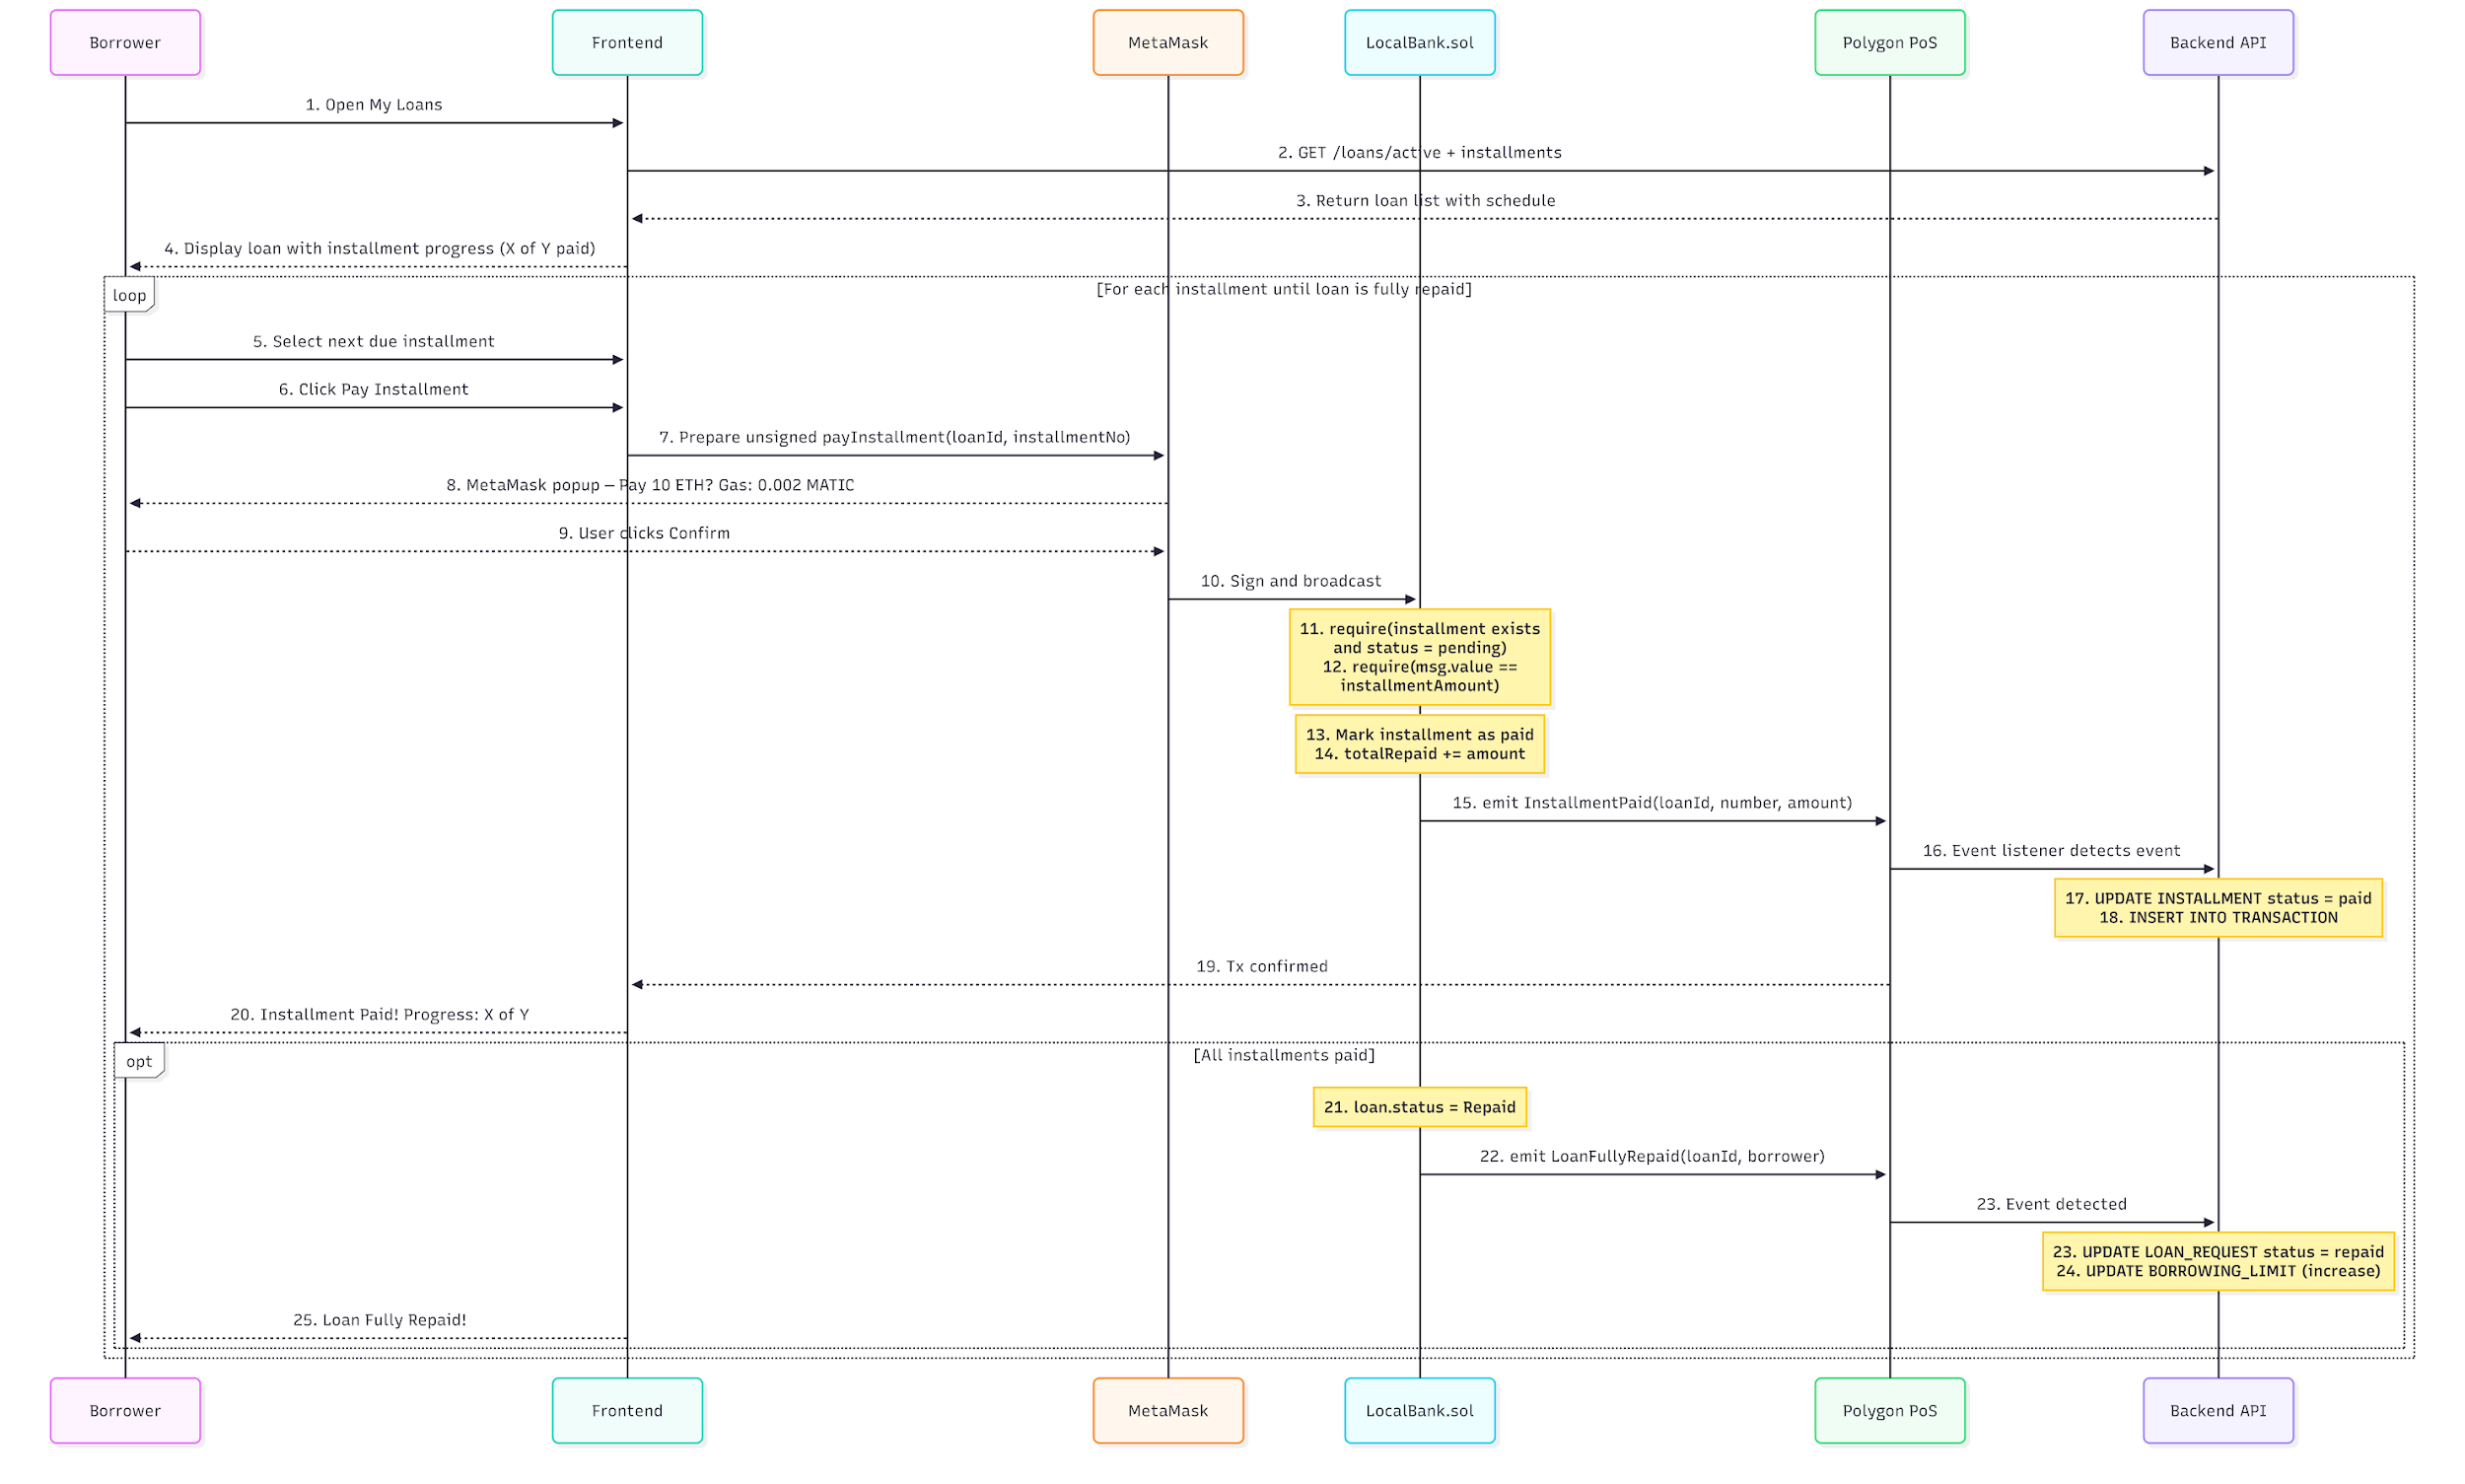 Borrower
Frontend
MetaMask
LocalBank.sol
Polygon PoS
Backend API
1. Open My Loans
2. GET /loans/active + installments
3. Return loan list with schedule
4. Display loan with installment progress (X of Y paid)
loop
[For each installment until loan is fully repaid]
5. Select next due installment
6. Click Pay Installment
7. Prepare unsigned payInstallment(loanId, installmentNo)
8. MetaMask popup — Pay 10 ETH? Gas: 0.002 MATIC
9. User clicks Confirm
10. Sign and broadcast
11. require(installment exists
and status = pending)
12. require(msg.value ==
installmentAmount)
13. Mark installment as paid
14. totalRepaid += amount
15. emit InstallmentPaid(loanId, number, amount)
16. Event listener detects event
17. UPDATE INSTALLMENT status = paid
18. INSERT INTO TRANSACTION
19. Tx confirmed
20. Installment Paid! Progress: X of Y
opt
[All installments paid]
21. loan.status = Repaid
22. emit LoanFullyRepaid(loanId, borrower)
23. Event detected
23. UPDATE LOAN_REQUEST status = repaid
24. UPDATE BORROWING_LIMIT (increase)
25. Loan Fully Repaid!
Borrower
Frontend
MetaMask
LocalBank.sol
Polygon PoS
Backend API